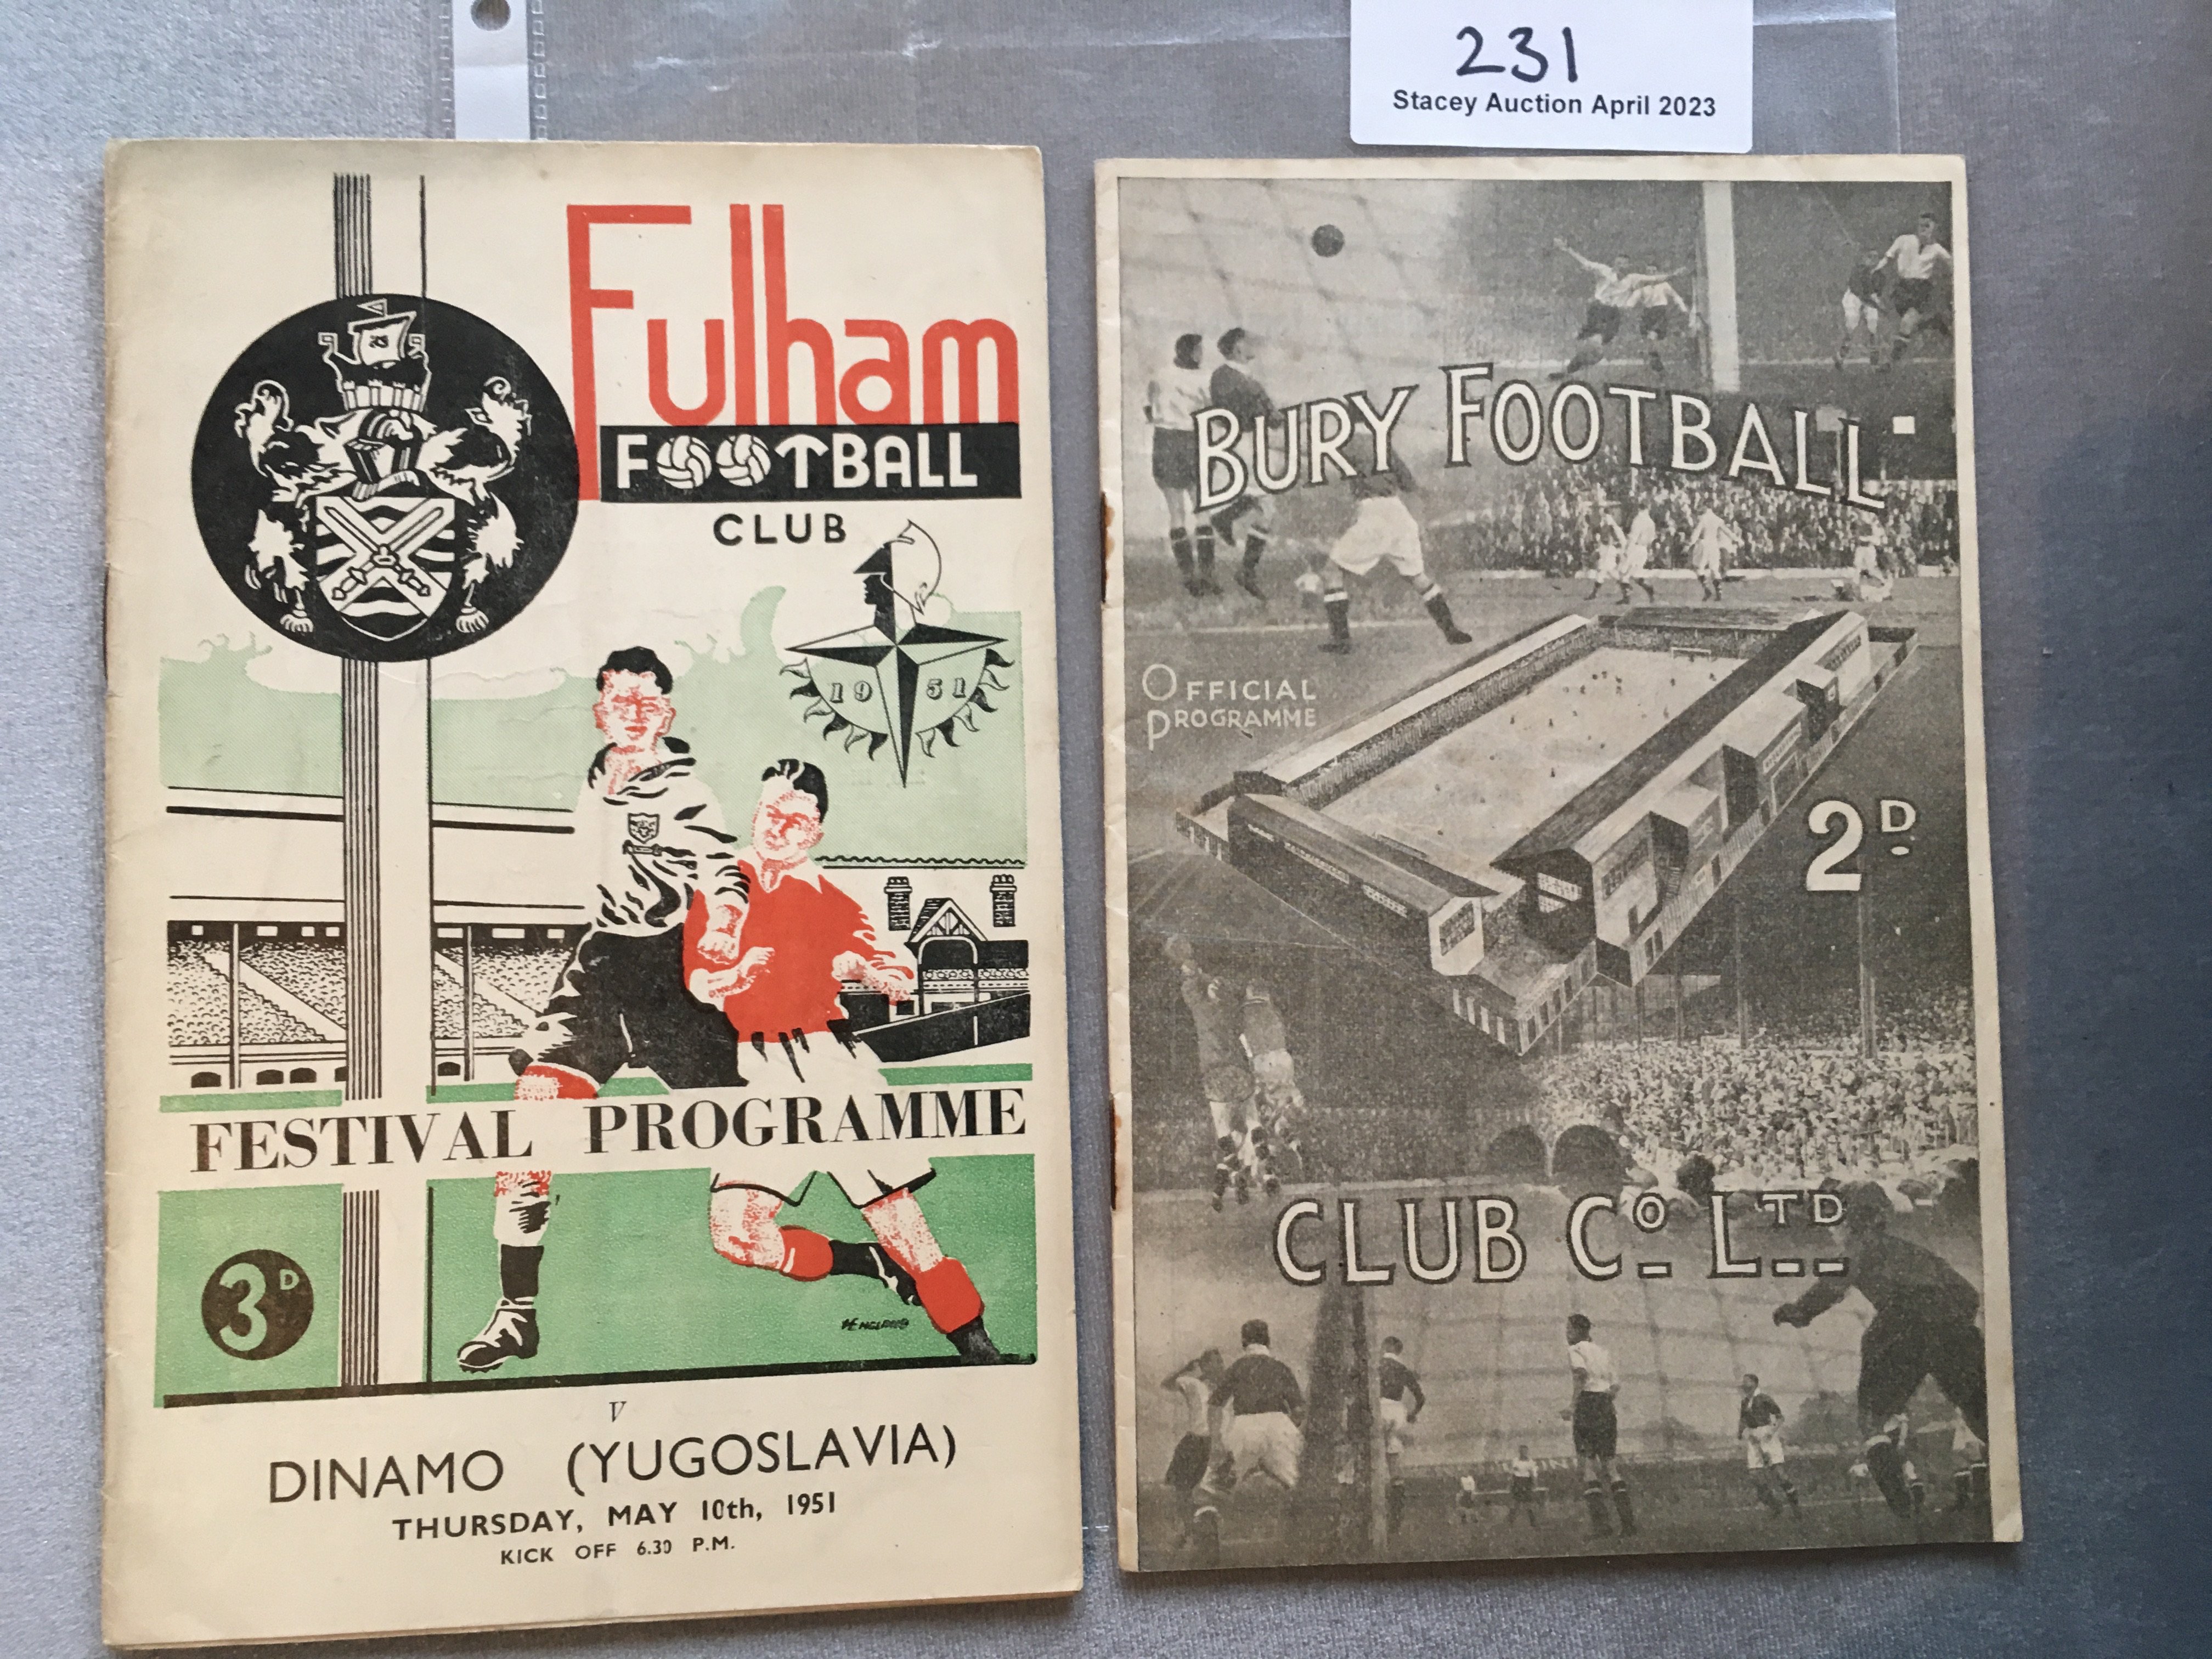 231
Stacey Auction April 2023
Fulham
FOOTBALL
CLUB
19 51
FESTIVAL PROGRAMME
3D
V
DINAMO (YUGOSLAVIA)
THURSDAY, MAY 10th, 1951
KICK OFF 6.30 P.M.
BURY FOOTBALL
OFFICIAL
PROGRAMME
2D.
CLUB CO LTD